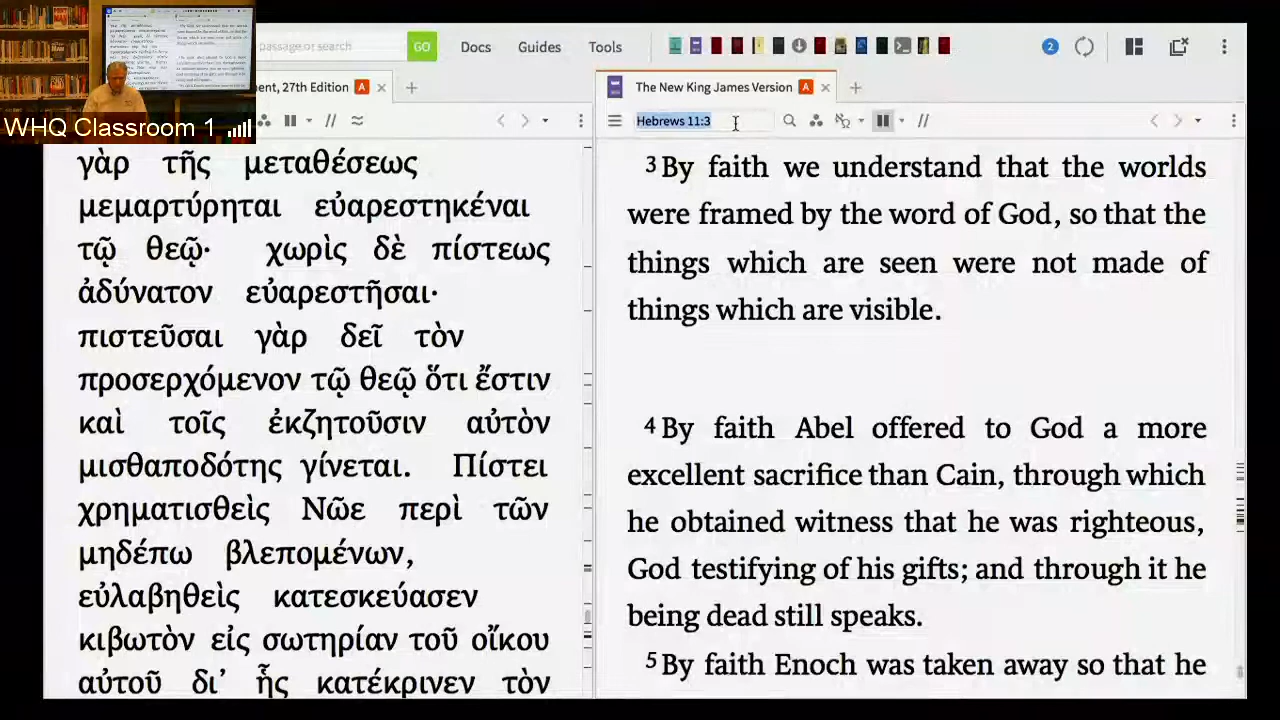 WHQ Classroom 1
passage or search
GO
Docs
Guides
Tools
2
ent, 27th Edition A
The New King James Version A
Hebrews 11:3
γὰρ τῆς μεταθέσεως
μεμαρτύρηται εὐαρεστηκέναι
τῷ θεῷ· χωρὶς δὲ πίστεως
ἀδύνατον εὐαρεστῆσαι·
πιστεῦσαι γὰρ δεῖ τὸν
προσερχόμενον τῷ θεῷ ὅτι ἔστιν
καὶ τοῖς ἐκζητοῦσιν αὐτὸν
μισθαποδότης γίνεται. Πίστει
χρηματισθεὶς Νῶε περὶ τῶν
μηδέπω βλεπομένων,
εὐλαβηθεὶς κατεσκεύασεν
κιβωτὸν εἰς σωτηρίαν τοῦ οἴκου
αὐτοῦ δι’ ἧς κατέκρινεν τὸν
3 By faith we understand that the worlds
were framed by the word of God, so that the
things which are seen were not made of
things which are visible.
4 By faith Abel offered to God a more
excellent sacrifice than Cain, through which
he obtained witness that he was righteous,
God testifying of his gifts; and through it he
being dead still speaks.
5 By faith Enoch was taken away so that he